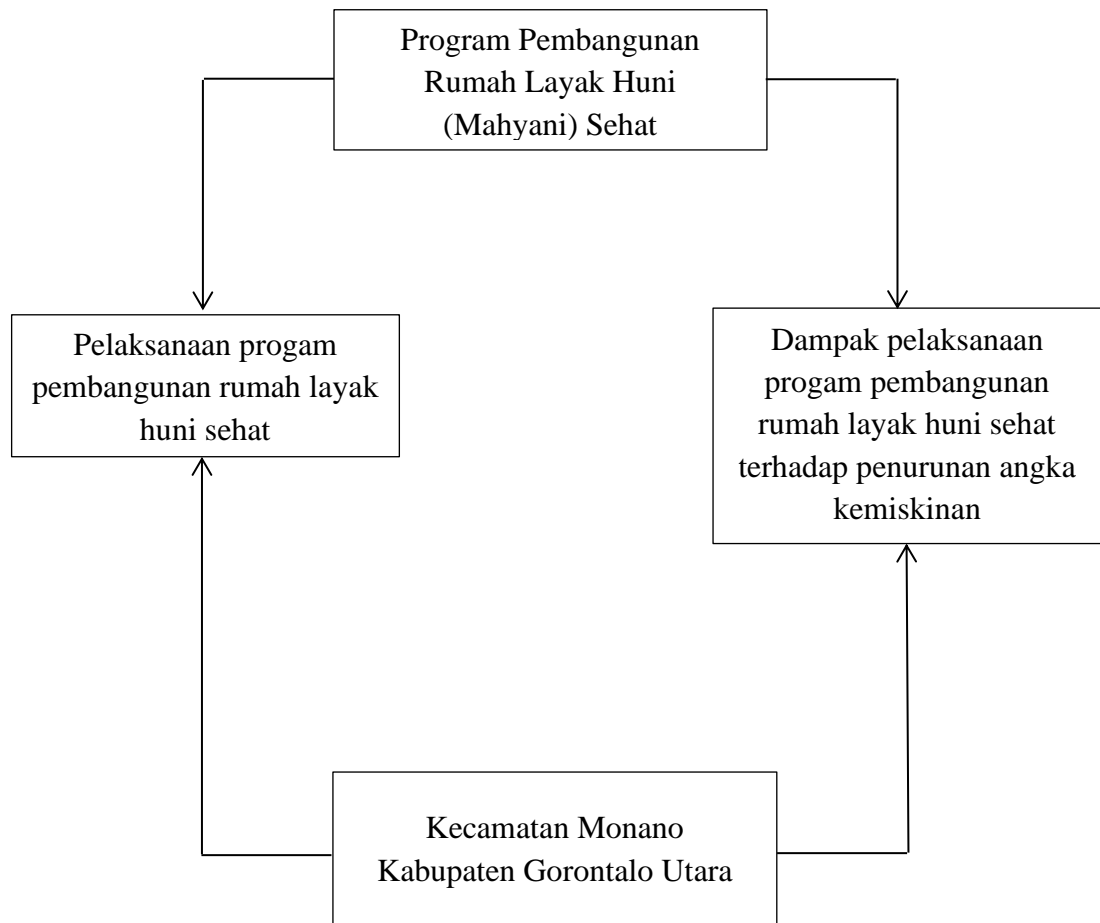 Program Pembangunan
Rumah Layak Huni
(Mahyani) Sehat
Pelaksanaan progam
pembangunan rumah layak
huni sehat
Dampak pelaksanaan
progam pembangunan
rumah layak huni sehat
terhadap penurunan angka
kemiskinan
Kecamatan Monano
Kabupaten Gorontalo Utara